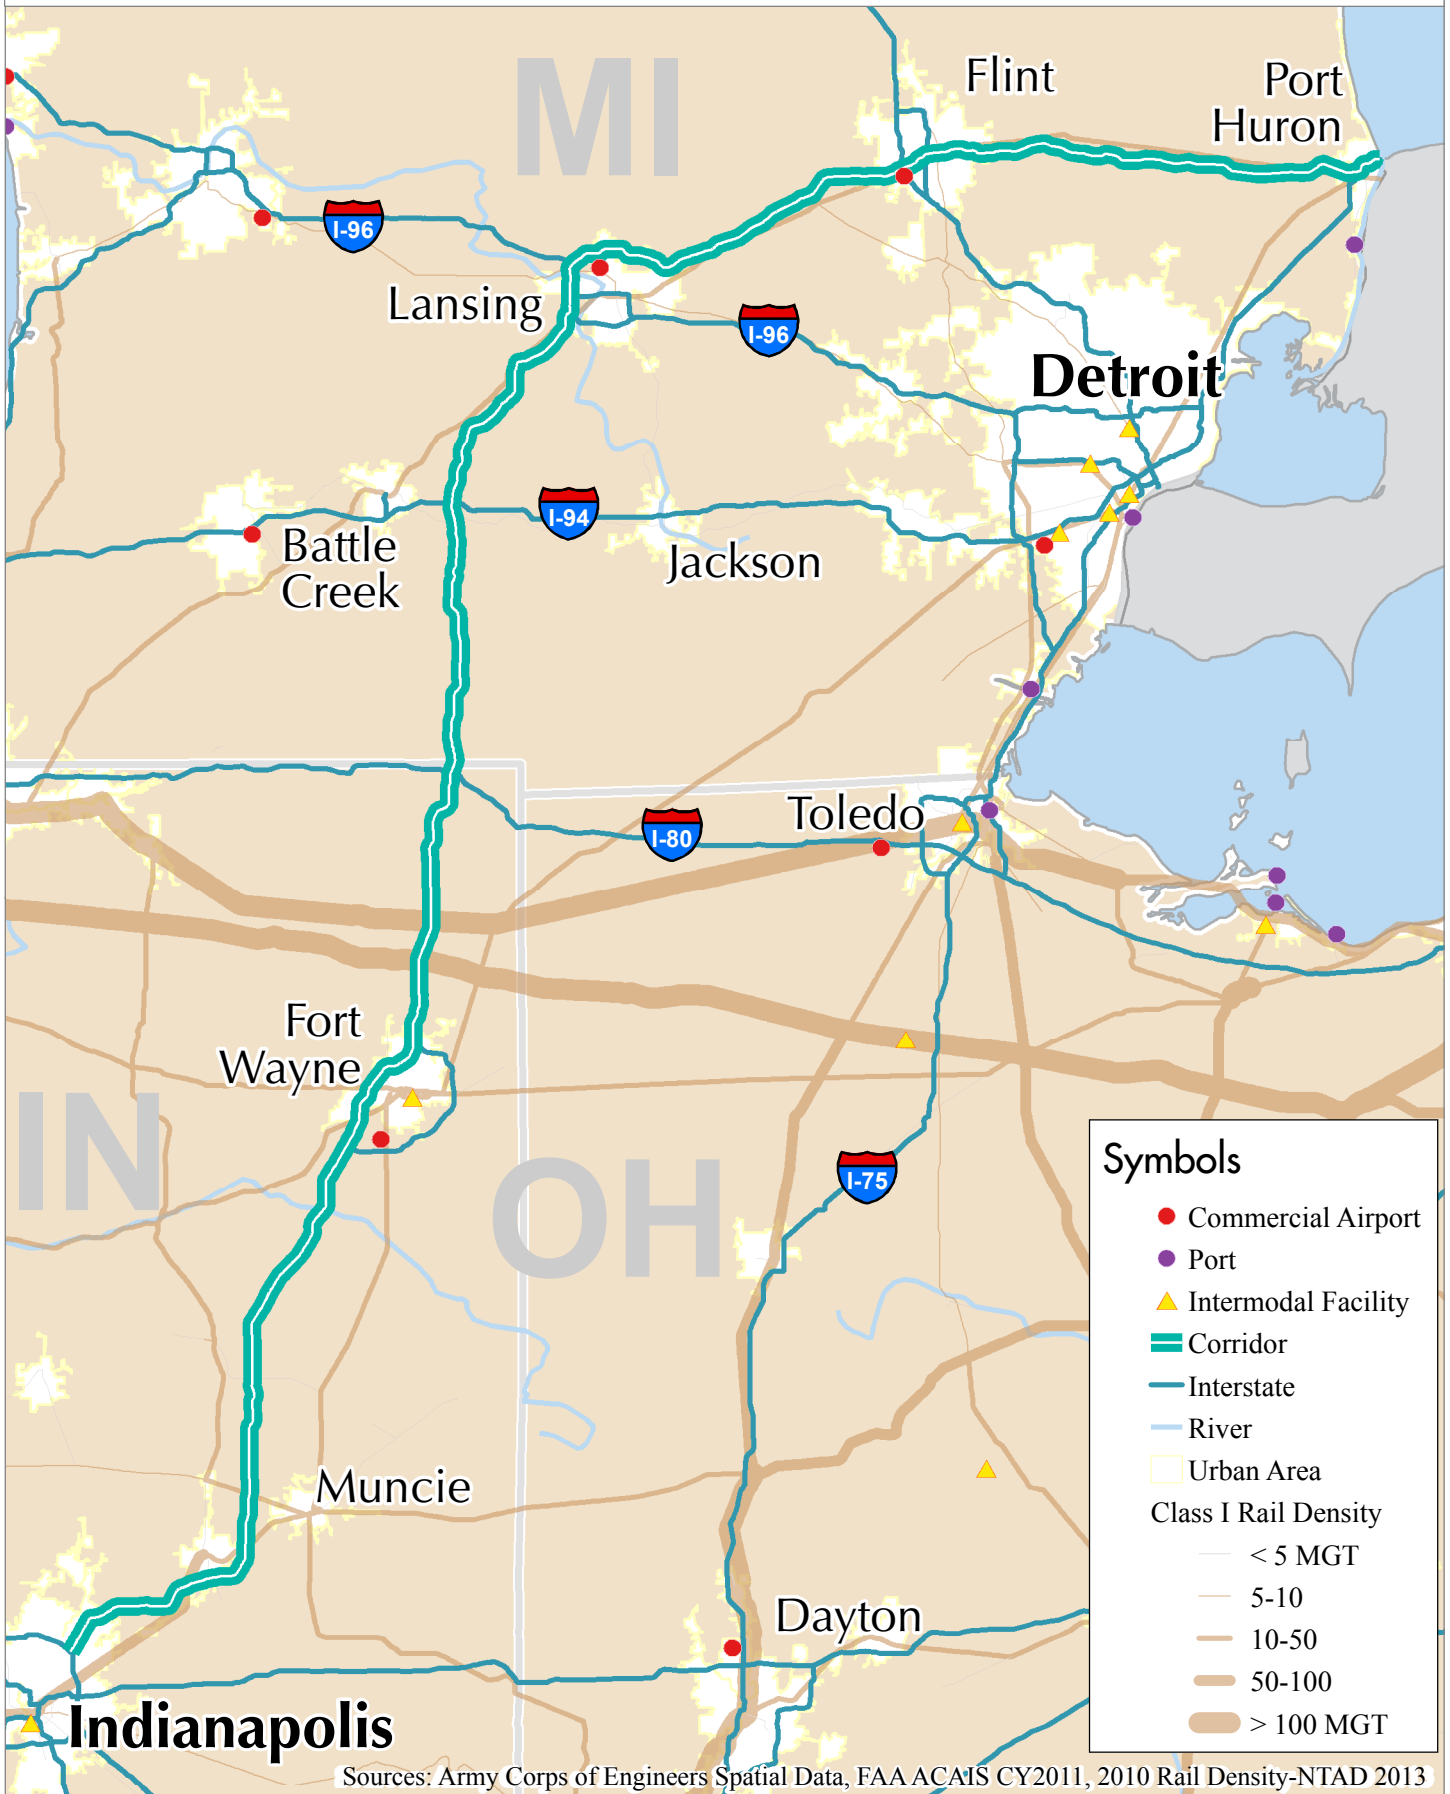 MI
Flint
Port
Huron
I-96
Lansing
I-96
Detroit
I-94
Battle
Creek
Jackson
Toledo
I-80
Fort
Wayne
IN
OH
I-75
Muncie
Dayton
Indianapolis
Symbols
Commercial Airport
Port
Intermodal Facility
Corridor
Interstate
River
Urban Area
Class I Rail Density
< 5 MGT
5-10
10-50
50-100
> 100 MGT
Sources: Army Corps of Engineers Spatial Data, FAA ACAIS CY2011, 2010 Rail Density-NTAD 2013